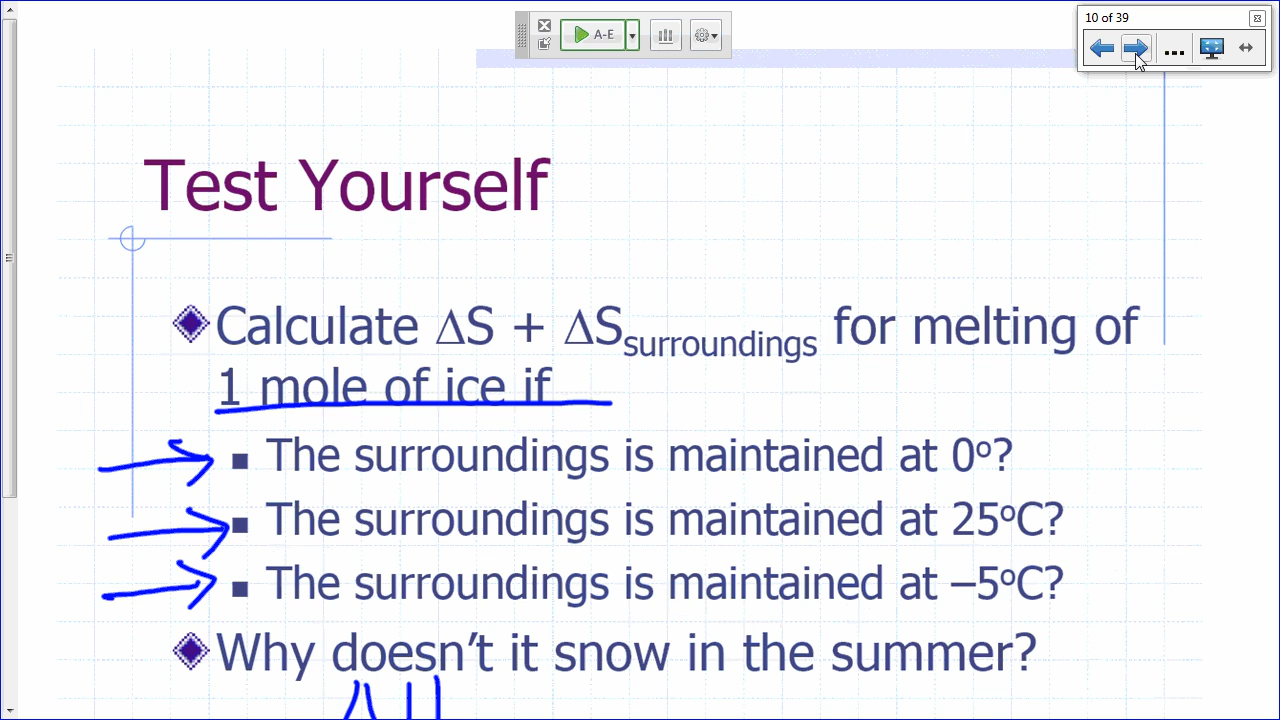 10 of 39
A-E
Test Yourself
Calculate ΔS + ΔSsurroundings for melting of
1 mole of ice if
The surroundings is maintained at 0º?
The surroundings is maintained at 25ºC?
The surroundings is maintained at –5ºC?
Why doesn’t it snow in the summer?